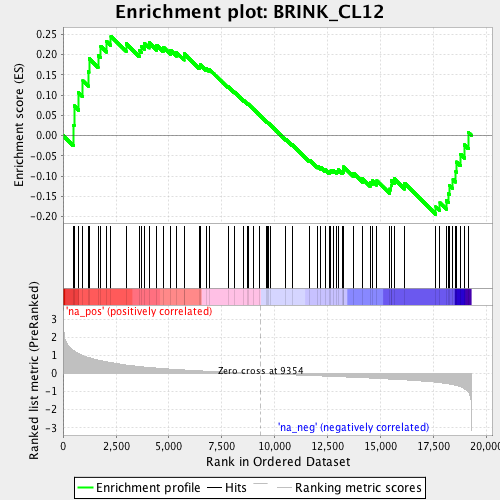 Enrichment plot: BRINK_CL12
Enrichment score (ES)
0.25
0.20
0.15
0.10
0.05
0.00
-0.05
-0.10
-0.15
-0.20
'na_pos' (positively correlated)
Ranked list metric (PreRanked)
3
2
1
0
-1
-2
-3
Zero cross at 9354
'na_neg' (negatively correlated)
0
2,500
5,000
7,500
10,000
12,500
15,000
17,500
20,000
Rank in Ordered Dataset
Enrichment profile
Hits
Ranking metric scores